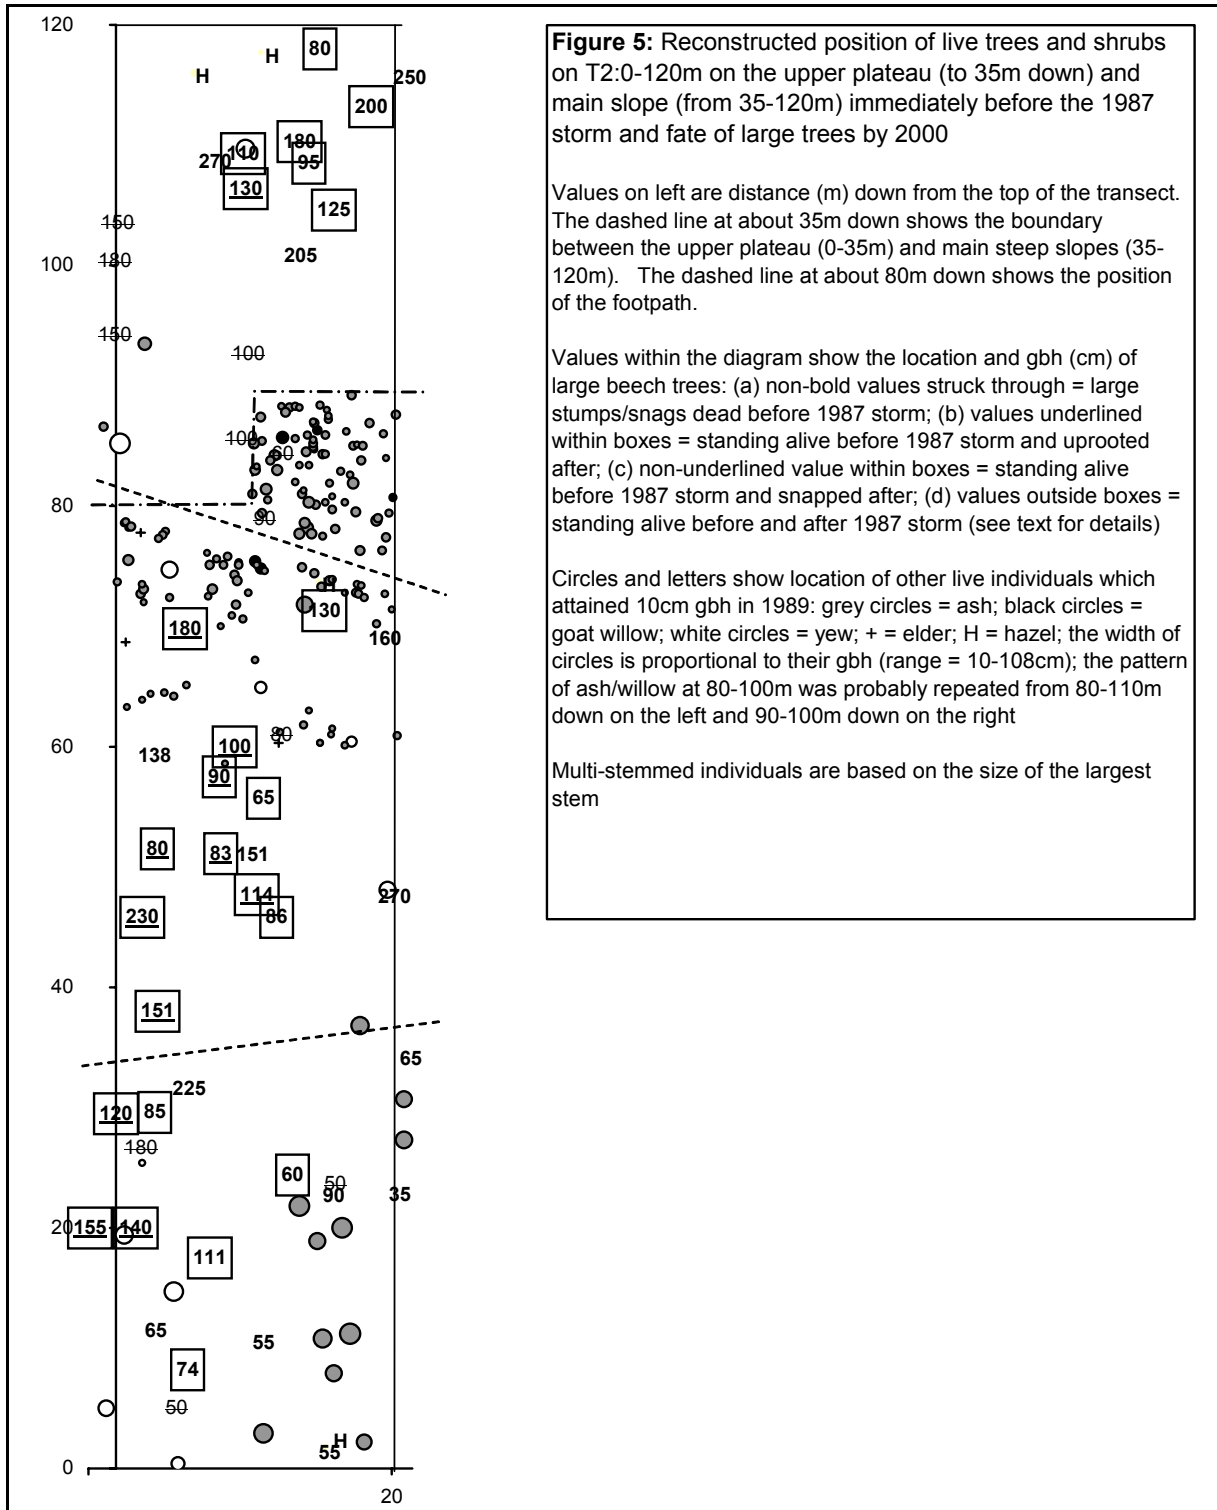 120
H
H
80
250
200
180
270
110
95
130
125
150
205
180
100
150
100
100
60
80
90
H
130
180
160
80
60
100
138
90
65
80
83
151
114
270
230
86
40
151
65
225
120
85
180
60
50
90
35
20
155
140
111
65
55
74
50
H
55
0
20
Figure 5: Reconstructed position of live trees and shrubs
on T2:0-120m on the upper plateau (to 35m down) and
main slope (from 35-120m) immediately before the 1987
storm and fate of large trees by 2000
Values on left are distance (m) down from the top of the transect.
The dashed line at about 35m down shows the boundary
between the upper plateau (0-35m) and main steep slopes (35-
120m). The dashed line at about 80m down shows the position
of the footpath.
Values within the diagram show the location and gbh (cm) of
large beech trees: (a) non-bold values struck through = large
stumps/snags dead before 1987 storm; (b) values underlined
within boxes = standing alive before 1987 storm and uprooted
after; (c) non-underlined value within boxes = standing alive
before 1987 storm and snapped after; (d) values outside boxes =
standing alive before and after 1987 storm (see text for details)
Circles and letters show location of other live individuals which
attained 10cm gbh in 1989: grey circles = ash; black circles =
goat willow; white circles = yew; + = elder; H = hazel; the width of
circles is proportional to their gbh (range = 10-108cm); the pattern
of ash/willow at 80-100m was probably repeated from 80-110m
down on the left and 90-100m down on the right
Multi-stemmed individuals are based on the size of the largest
stem